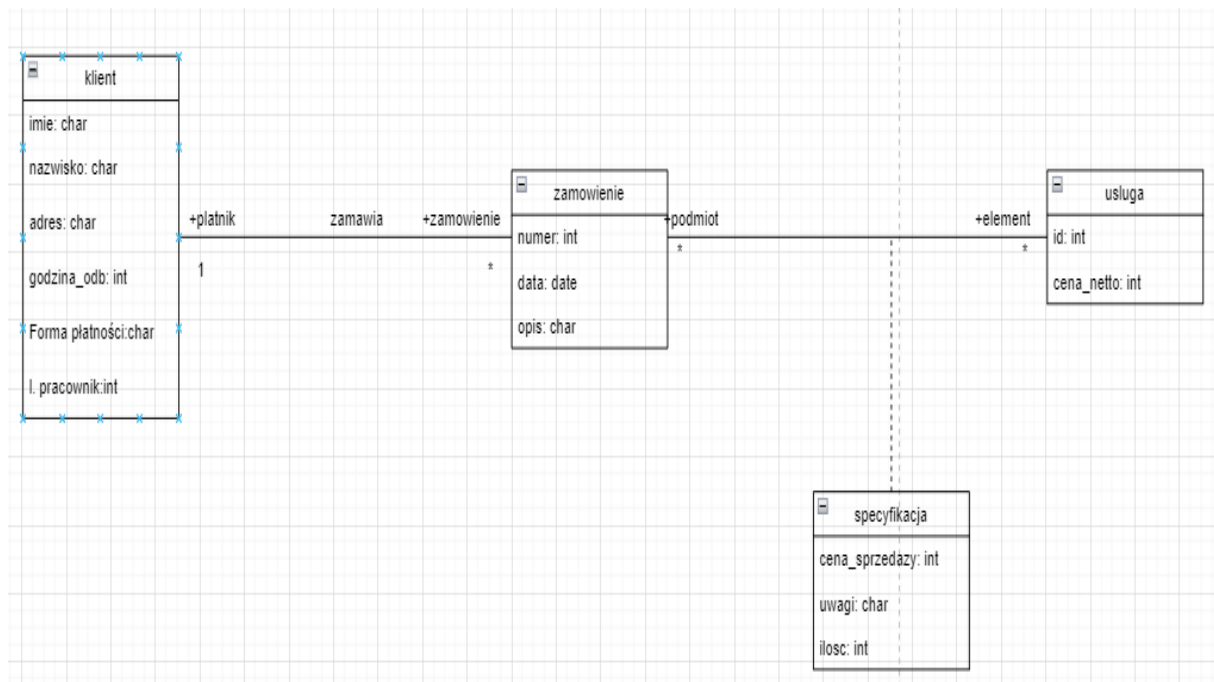 klient
imie: char
nazwisko: char
adres: char
godzina_odb: int
Forma płatności:char
l. pracownik:int
+platnik
zamawia
+zamowienie
1
*
zamowienie
numer: int
data: date
opis: char
+podmiot
*
+element
*
usluga
id: int
cena_netto: int
specyfikacja
cena_sprzedazy: int
uwagi: char
ilosc: int